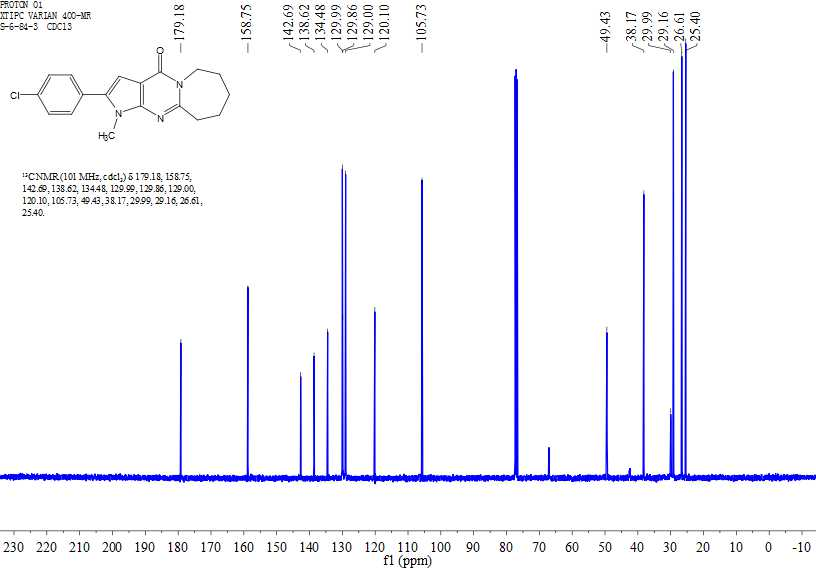 PROTON 01
XTIPC VARIAN 400-MR
S-6-84-3 CDCl3
179.18
158.75
142.69
138.62
134.48
129.99
129.86
129.00
120.10
105.73
49.43
38.17
29.99
29.16
26.61
25.40
O
Cl
N
N
N
H₃C
¹³C NMR (101 MHz, cdcl₃) δ 179.18, 158.75,
142.69, 138.62, 134.48, 129.99, 129.86, 129.00,
120.10, 105.73, 49.43, 38.17, 29.99, 29.16, 26.61,
25.40.
230 220 210 200 190 180 170 160 150 140 130 120 110 100 90 80 70 60 50 40 30 20 10 0 -10
f1 (ppm)